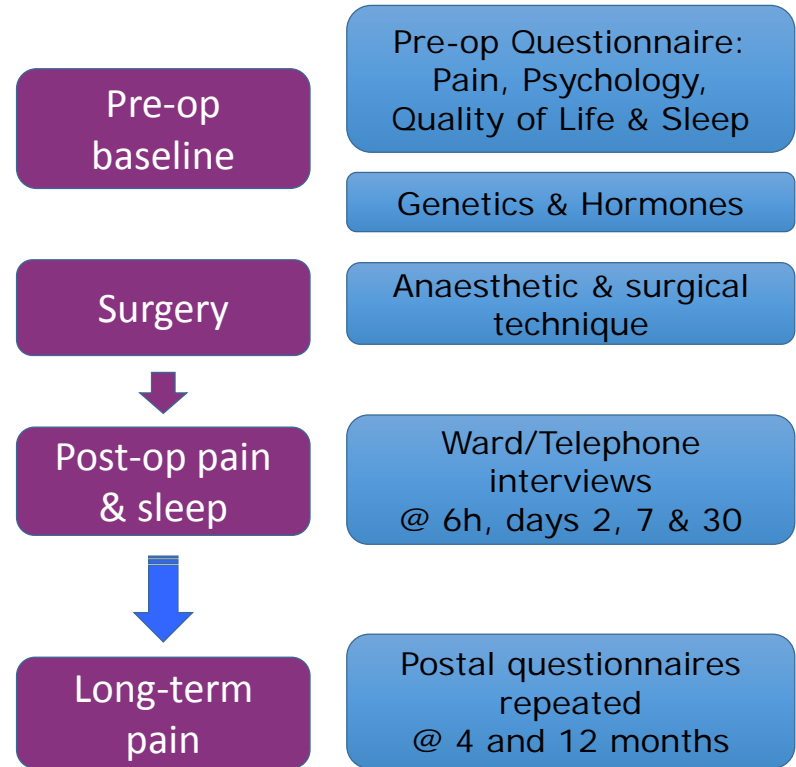 Pre-op
baseline
Pre-op Questionnaire:
Pain, Psychology,
Quality of Life & Sleep
Genetics & Hormones
Surgery
Anaesthetic & surgical
technique
Post-op pain
& sleep
Ward/Telephone
interviews
@ 6h, days 2, 7 & 30
Long-term
pain
Postal questionnaires
repeated
@ 4 and 12 months